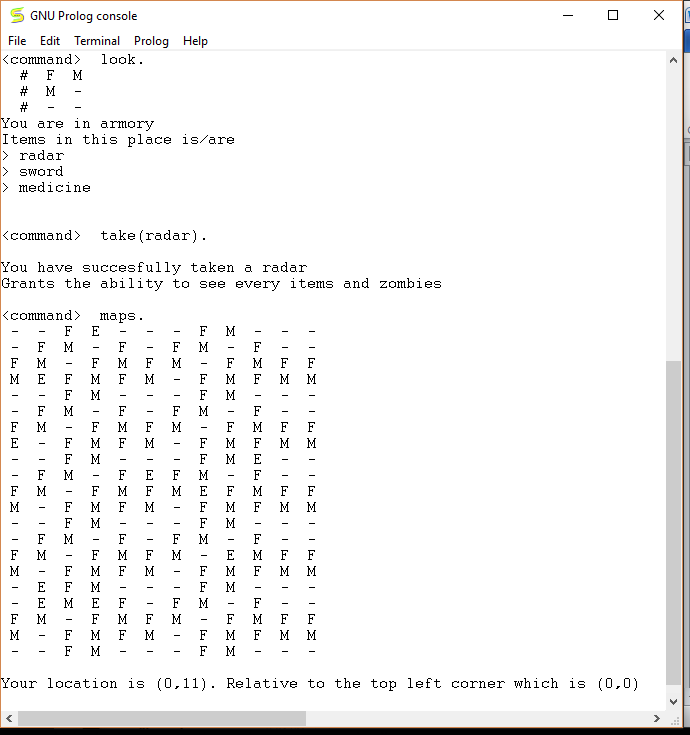 GNU Prolog console
File Edit Terminal Prolog Help
<command> look.
# F M
# M -
# - -
You are in armory
Items in this place is/are
> radar
> sword
> medicine
<command> take(radar).
You have succesfully taken a radar
Grants the ability to see every items and zombies
<command> maps.
- - F E - - - F M - - -
- F M - F - F M - F - -
F M - F M F M - F M F F
M E F M F M - F M F M M
- - F M - - - F M - - -
- F M - F - F M - F - -
F M - F M F M - F M F F
E - F M F M - F M F M M
- - F M - - - F M E - -
- F M - F E F M - F - -
F M - F M F M E F M F F
M - F M F M - F M F M M
- - F M - - - F M - - -
- F M - F - F M - F - -
F M - F M F M - E M F F
M - F M F M - F M F M M
- E F M - - - F M - - -
- E M E F - F M - F - -
F M - F M F M - F M F F
M - F M F M - F M F M M
- - F M - - - F M - - -
Your location is (0,11). Relative to the top left corner which is (0,0)